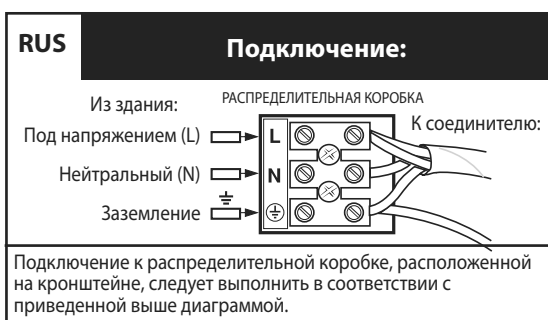 RUS
Подключение:
Из здания:
РАСПРЕДЕЛИТЕЛЬНАЯ КОРОБКА
К соединителю:
Под напряжением (L)
L
Нейтральный (N)
N
Заземление
Подключение к распределительной коробке, расположенной
на кронштейне, следует выполнить в соответствии с
приведенной выше диаграммой.